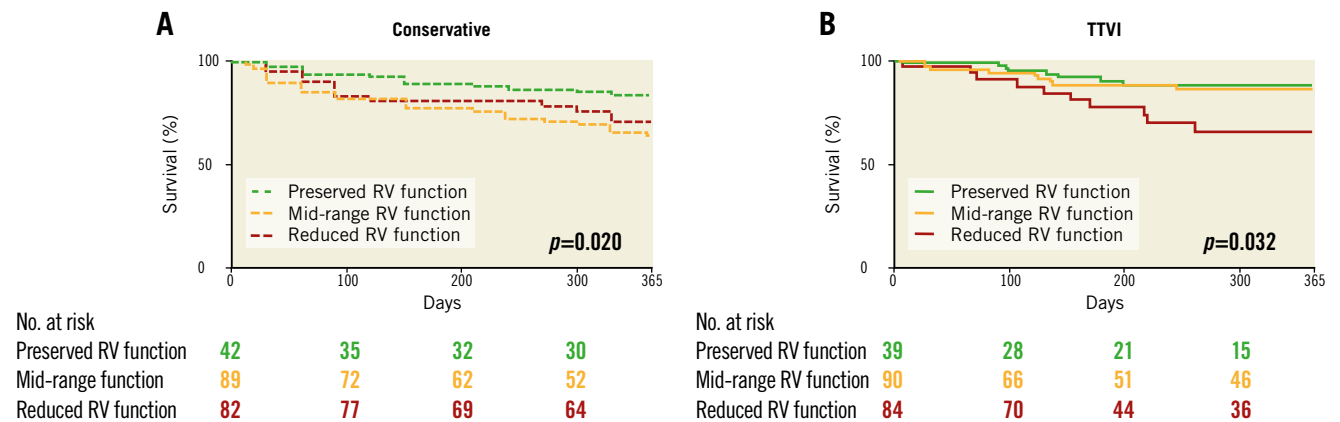 A
Conservative
Survival (%)
100
50
0
Preserved RV function
Mid-range RV function
Reduced RV function
p=0.020
0 100 200 300 365
Days
No. at risk
Preserved RV function 42 35 32 30
Mid-range function 89 72 62 52
Reduced RV function 82 77 69 64
B
TTVI
Survival (%)
100
50
0
Preserved RV function
Mid-range RV function
Reduced RV function
p=0.032
0 100 200 300 365
Days
No. at risk
Preserved RV function 39 28 21 15
Mid-range RV function 90 66 51 46
Reduced RV function 84 70 44 36